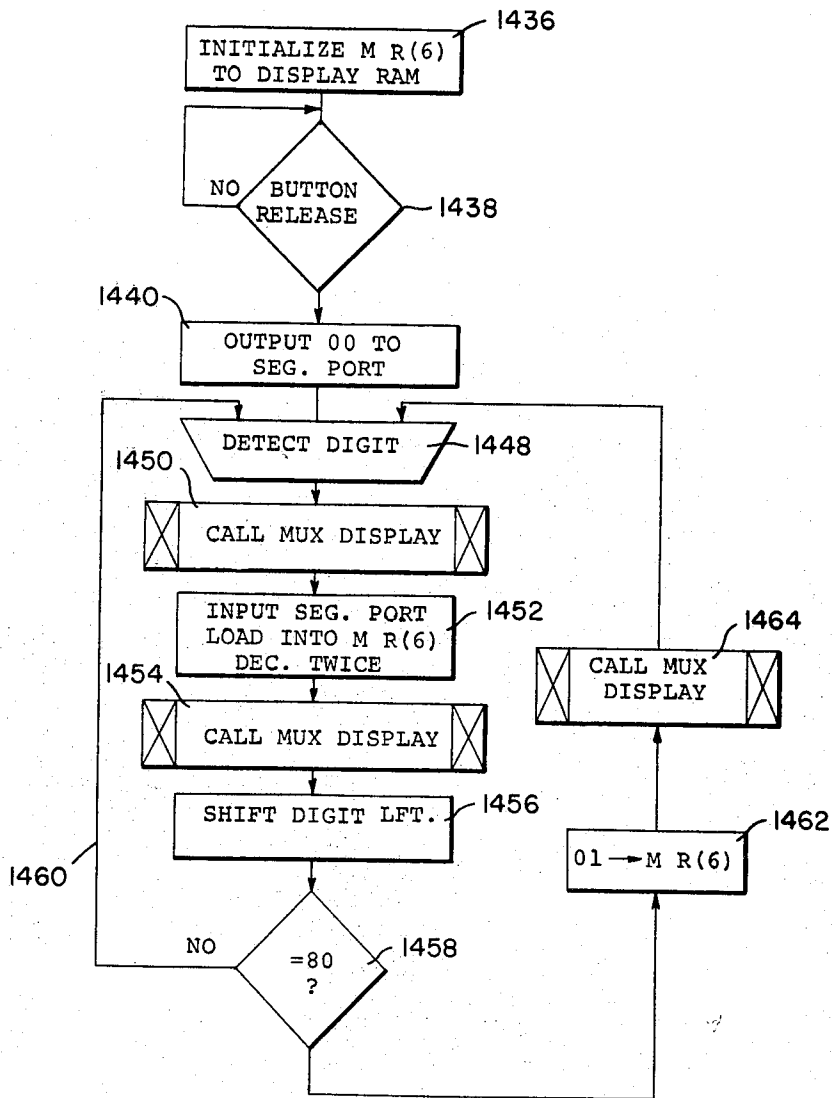 1436
INITIALIZE M R(6)
TO DISPLAY RAM
NO
BUTTON
RELEASE
1438
1440
OUTPUT 00 TO
SEG. PORT
DETECT DIGIT
1448
1450
CALL MUX DISPLAY
INPUT SEG. PORT
LOAD INTO M R(6)
DEC. TWICE
1452
1464
CALL MUX
DISPLAY
1454
CALL MUX DISPLAY
SHIFT DIGIT LFT.
1456
1462
01→M R(6)
1460
NO
=80
?
1458